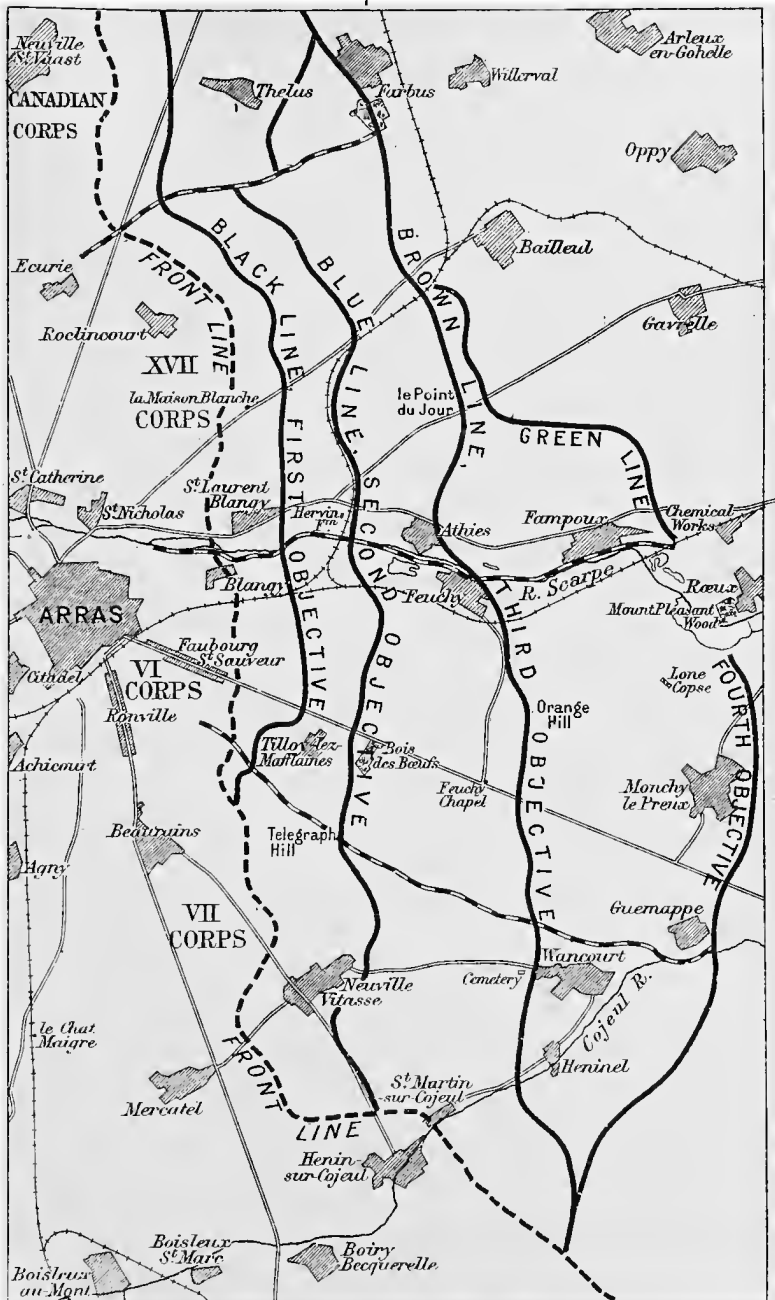 Neuville
St Vaast
Arleux
en-Gohelle
Thelus
Farbus
Willerval
CANADIAN
CORPS
Oppy
BLACK LINE, FIRST OBJECTIVE
BLUE LINE, SECOND OBJECTIVE
BROWN LINE, THIRD OBJECTIVE
Bailleul
Ecurie
FRONT LINE
Gavrelle
Roclincourt
XVII
CORPS
la Maison Blanche
le Point
du Jour
GREEN LINE
FOURTH OBJECTIVE
St Catherine
St Nicholas
St Laurent
Blangy
Hervin
Fm
Athies
Fampoux
Chemical
Works
Blangy
Feuchy
R. Scarpe
Rœux
Mount Pleasant
Wood
ARRAS
Faubourg
St Sauveur
Citadel
VI
CORPS
Ronville
Lone
Copse
Orange
Hill
Tilloy-lez-
Mafflaines
Bois
des Bœufs
Achicourt
Feuchy
Chapel
Monchy
le Preux
Beaurains
Telegraph
Hill
Agny
VII
CORPS
Guemappe
Wancourt
Neuville
Vitasse
Cemetery
Cojeul R.
le Chat
Maigre
Heninel
Mercatel
FRONT LINE
St Martin
-sur-Cojeul
Henin-
sur-Cojeul
Boisleux
au-Mont
Boisleux
St Marc
Boiry
Becquerelle